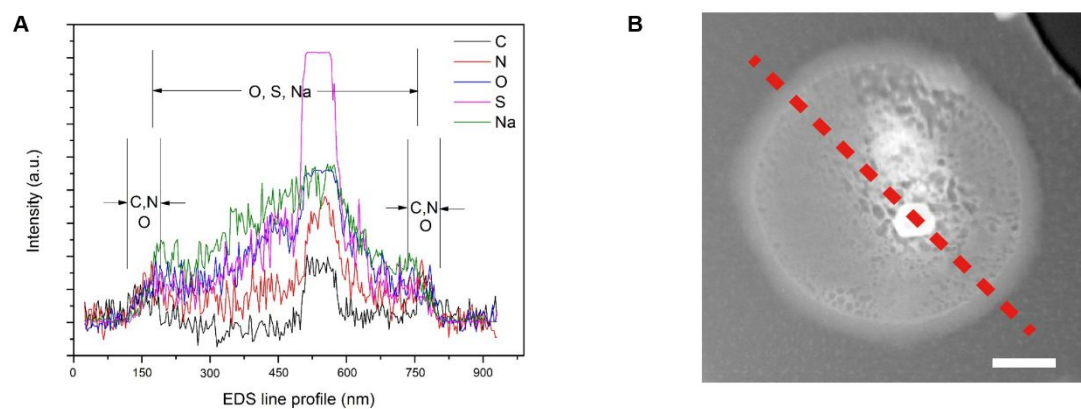 A
B
O, S, Na
C
N
O
S
Na
C,N
O
C,N
O
Intensity (a.u.)
0
150
300
450
600
750
900
EDS line profile (nm)